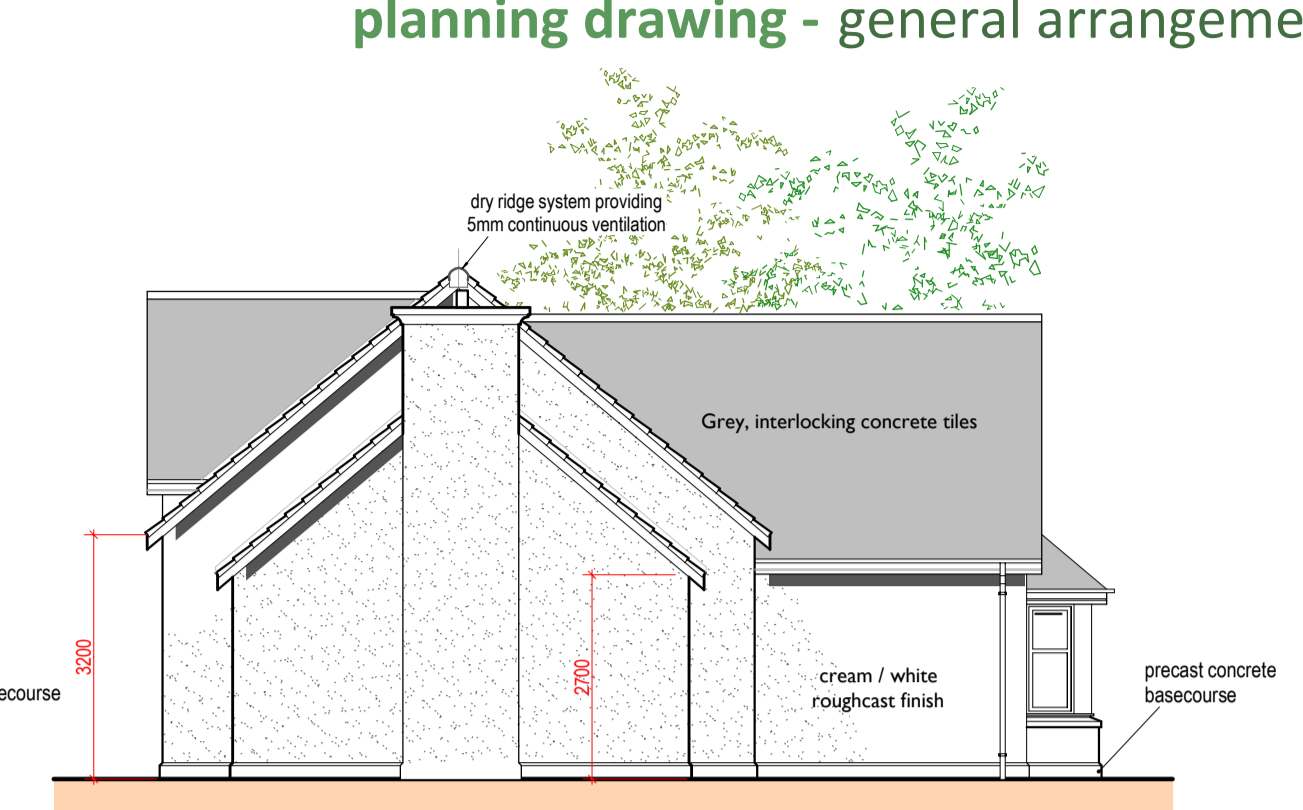 planning drawing - general arrangeme
dry ridge system providing
5mm continuous ventilation
Grey, interlocking concrete tiles
3200
2700
ecourse
cream / white
roughcast finish
precast concrete
basecourse